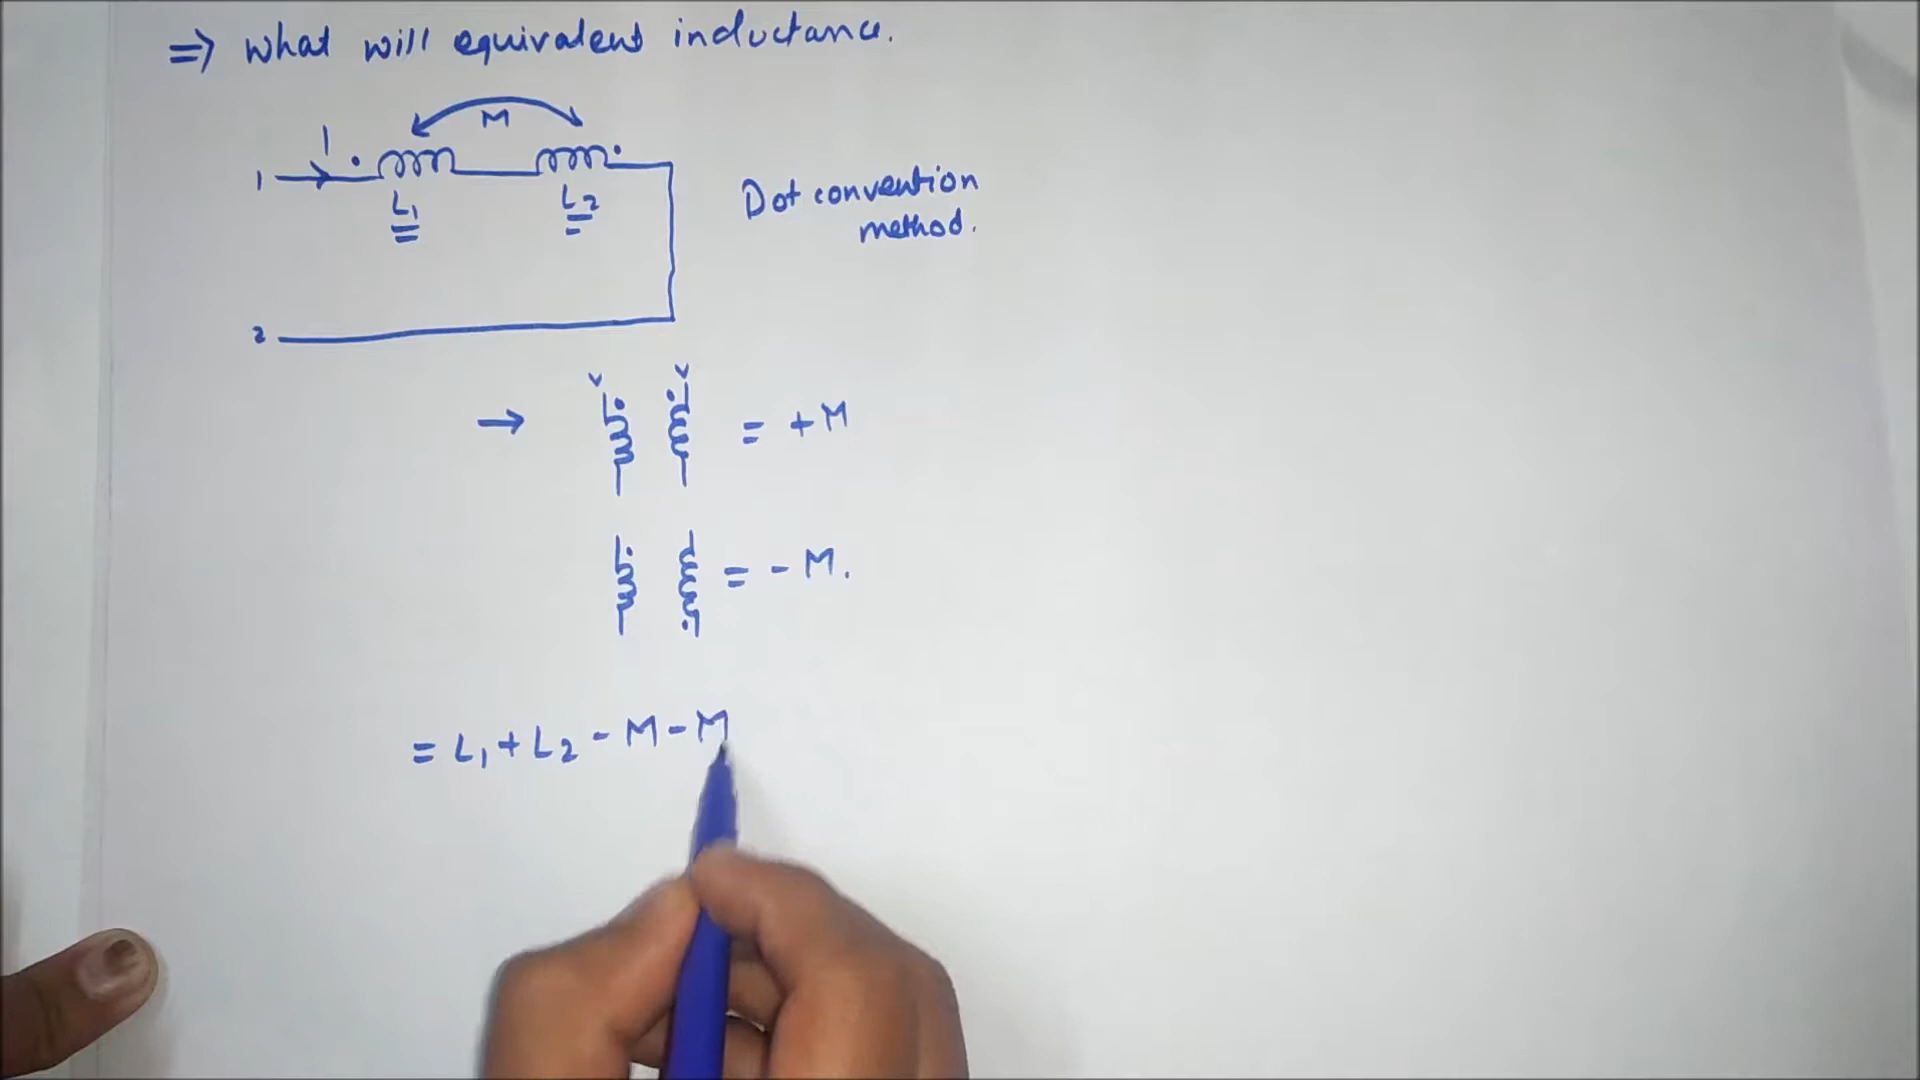 ⇒ What will equivalent inductance.
M
1
1
L1
L2
Dot convention
method.
2
→ = +M
= - M.
= L1 + L2 - M - M